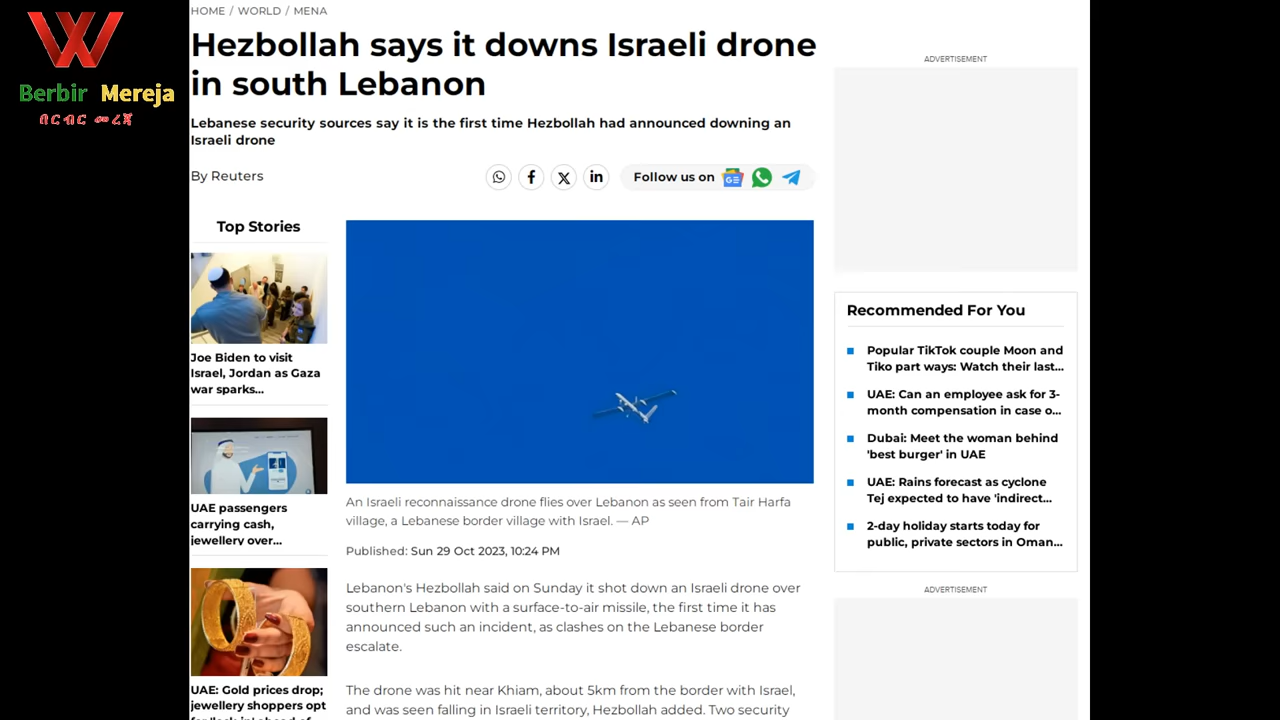 Berbir Mereja
በርብር መረጃ
HOME / WORLD / MENA
Hezbollah says it downs Israeli drone
in south Lebanon
Lebanese security sources say it is the first time Hezbollah had announced downing an
Israeli drone
By Reuters
Follow us on
Top Stories
Joe Biden to visit
Israel, Jordan as Gaza
war sparks...
UAE passengers
carrying cash,
jewellery over...
UAE: Gold prices drop;
jewellery shoppers opt
An Israeli reconnaissance drone flies over Lebanon as seen from Tair Harfa
village, a Lebanese border village with Israel. — AP
Published: Sun 29 Oct 2023, 10:24 PM
Lebanon's Hezbollah said on Sunday it shot down an Israeli drone over
southern Lebanon with a surface-to-air missile, the first time it has
announced such an incident, as clashes on the Lebanese border
escalate.
The drone was hit near Khiam, about 5km from the border with Israel,
and was seen falling in Israeli territory, Hezbollah added. Two security
ADVERTISEMENT
Recommended For You
Popular TikTok couple Moon and
Tiko part ways: Watch their last...
UAE: Can an employee ask for 3-
month compensation in case o...
Dubai: Meet the woman behind
'best burger' in UAE
UAE: Rains forecast as cyclone
Tej expected to have 'indirect...
2-day holiday starts today for
public, private sectors in Oman...
ADVERTISEMENT